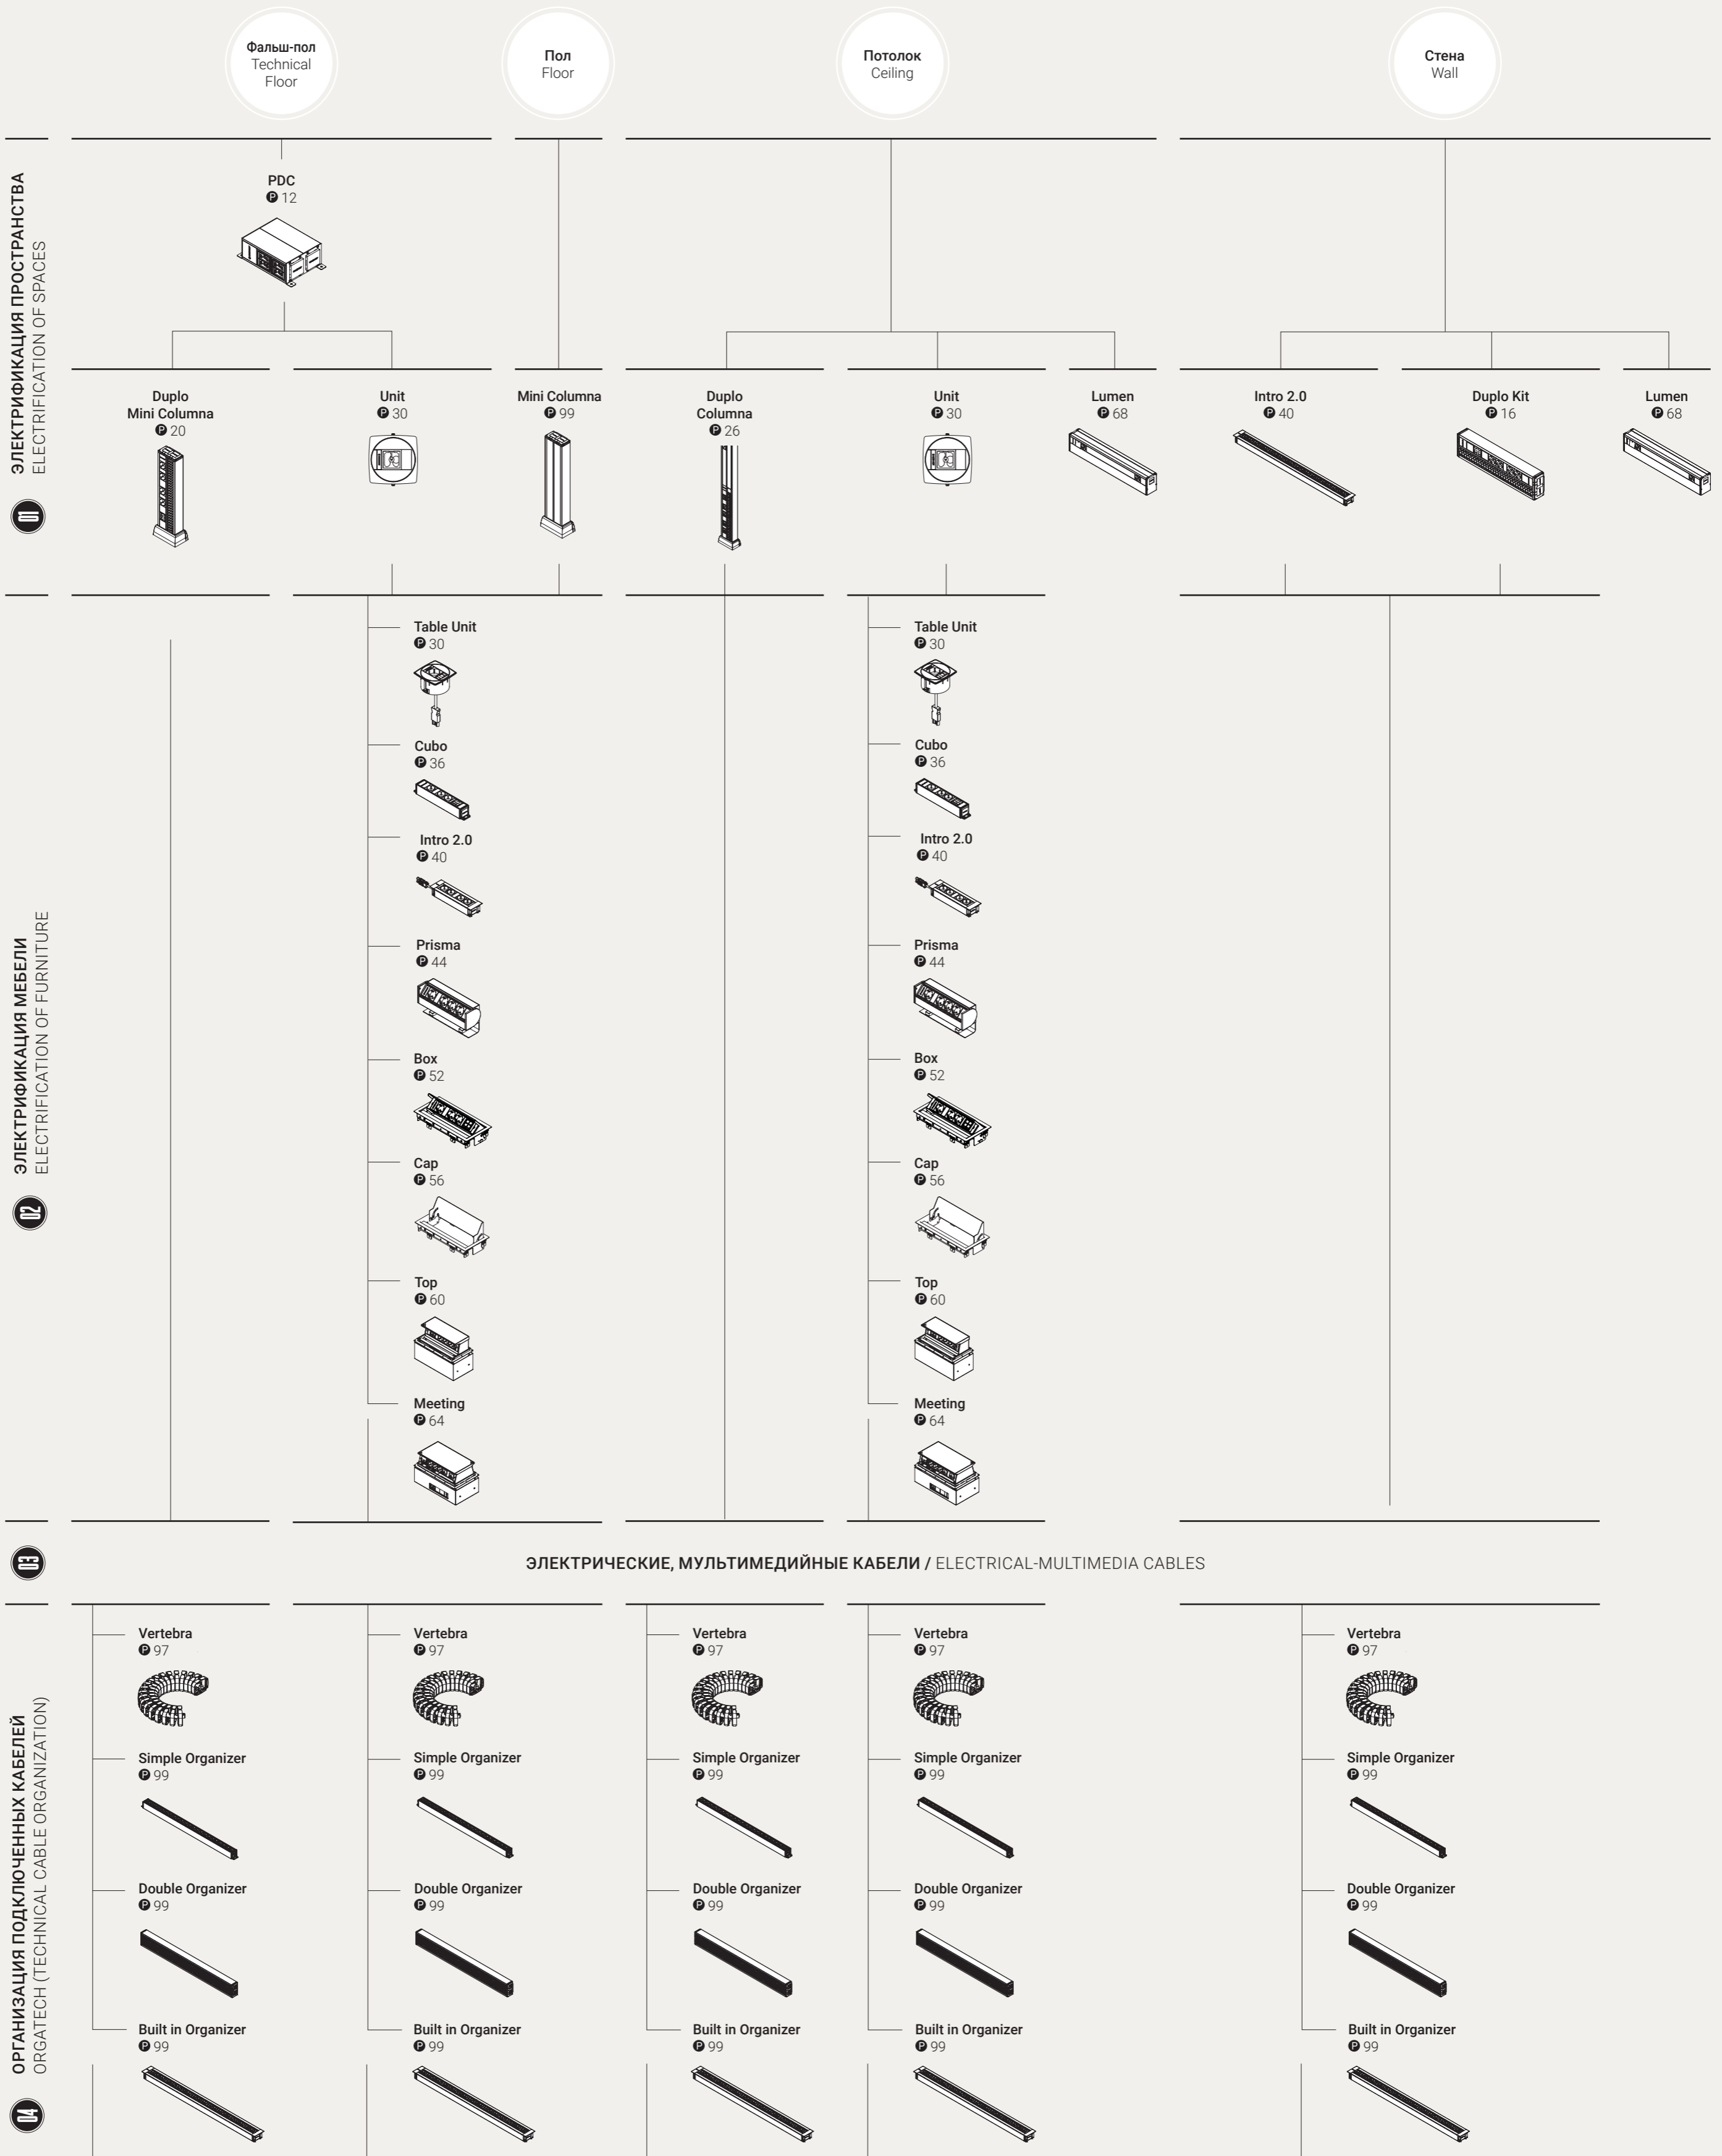 Фальш-пол
Technical
Floor
Пол
Floor
Потолок
Ceiling
Стена
Wall
01
ЭЛЕКТРИФИКАЦИЯ ПРОСТРАНСТВА
ELECTRIFICATION OF SPACES
PDC
P 12
Duplo
Mini Columna
P 20
Unit
P 30
Mini Columna
P 99
Duplo
Columna
P 26
Unit
P 30
Lumen
P 68
Intro 2.0
P 40
Duplo Kit
P 16
Lumen
P 68
02
ЭЛЕКТРИФИКАЦИЯ МЕБЕЛИ
ELECTRIFICATION OF FURNITURE
Table Unit
P 30
Cubo
P 36
Intro 2.0
P 40
Prisma
P 44
Box
P 52
Cap
P 56
Top
P 60
Meeting
P 64
Table Unit
P 30
Cubo
P 36
Intro 2.0
P 40
Prisma
P 44
Box
P 52
Cap
P 56
Top
P 60
Meeting
P 64
03
ЭЛЕКТРИЧЕСКИЕ, МУЛЬТИМЕДИЙНЫЕ КАБЕЛИ / ELECTRICAL-MULTIMEDIA CABLES
04
ОРГАНИЗАЦИЯ ПОДКЛЮЧЕННЫХ КАБЕЛЕЙ
ORGATECH (TECHNICAL CABLE ORGANIZATION)
Vertebra
P 97
Simple Organizer
P 99
Double Organizer
P 99
Built in Organizer
P 99
Vertebra
P 97
Simple Organizer
P 99
Double Organizer
P 99
Built in Organizer
P 99
Vertebra
P 97
Simple Organizer
P 99
Double Organizer
P 99
Built in Organizer
P 99
Vertebra
P 97
Simple Organizer
P 99
Double Organizer
P 99
Built in Organizer
P 99
Vertebra
P 97
Simple Organizer
P 99
Double Organizer
P 99
Built in Organizer
P 99